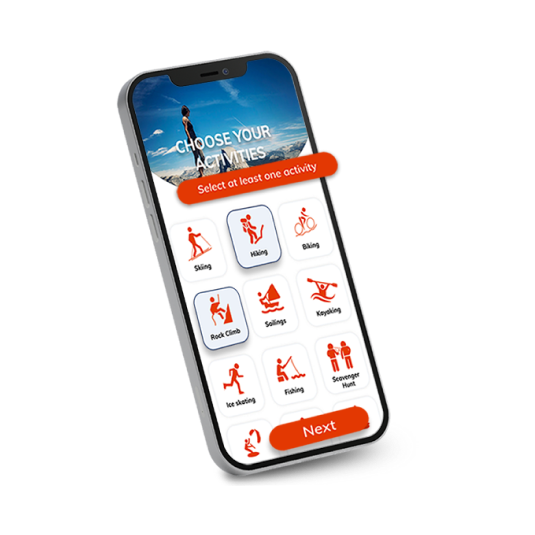 CHOOSE YOUR
ACTIVITIES
Select at least one activity
Skiing
Hiking
Biking
Rock Climb
Sailings
Kayaking
Ice skating
Fishing
Scavenger
Hunt
Next